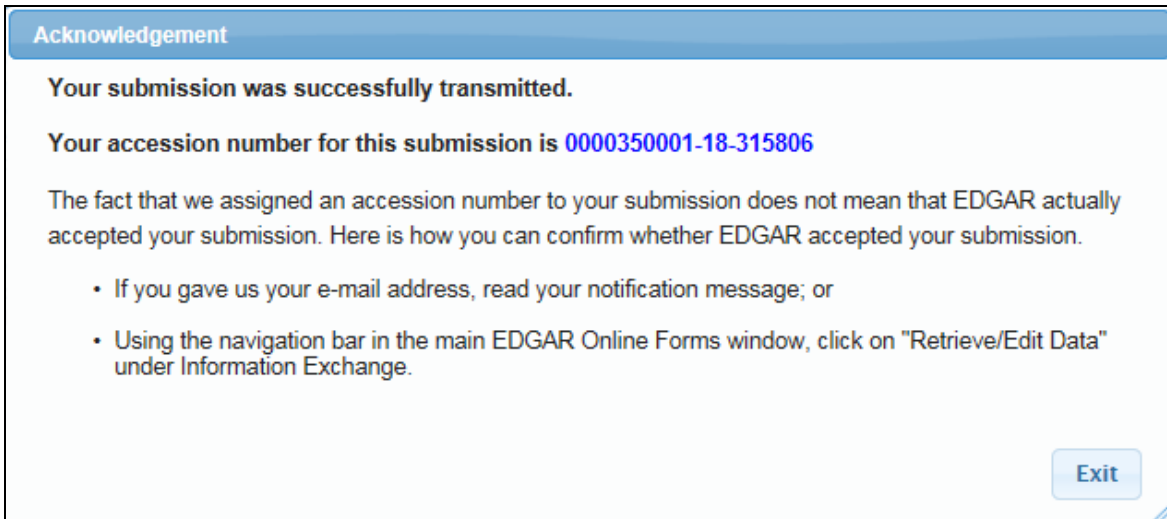 Acknowledgement
Your submission was successfully transmitted.
Your accession number for this submission is 0000350001-18-315806
The fact that we assigned an accession number to your submission does not mean that EDGAR actually
accepted your submission. Here is how you can confirm whether EDGAR accepted your submission.
• If you gave us your e-mail address, read your notification message; or
• Using the navigation bar in the main EDGAR Online Forms window, click on "Retrieve/Edit Data"
under Information Exchange.
Exit